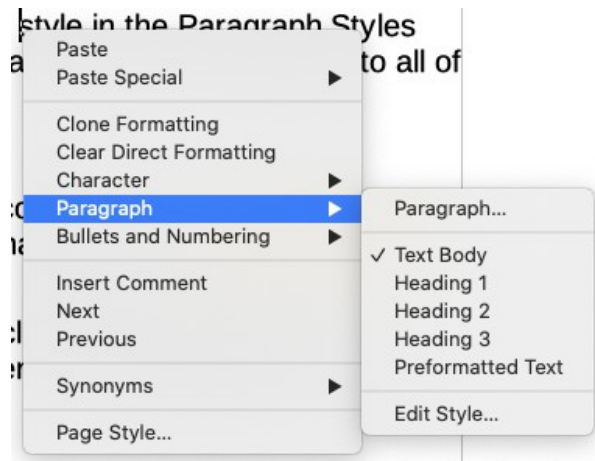 style in the Paragraph Styles
to all of
Paste
Paste Special
Clone Formatting
Clear Direct Formatting
Character
Paragraph
Bullets and Numbering
Insert Comment
Next
Previous
Synonyms
Page Style...
Paragraph...
✓ Text Body
Heading 1
Heading 2
Heading 3
Preformatted Text
Edit Style...